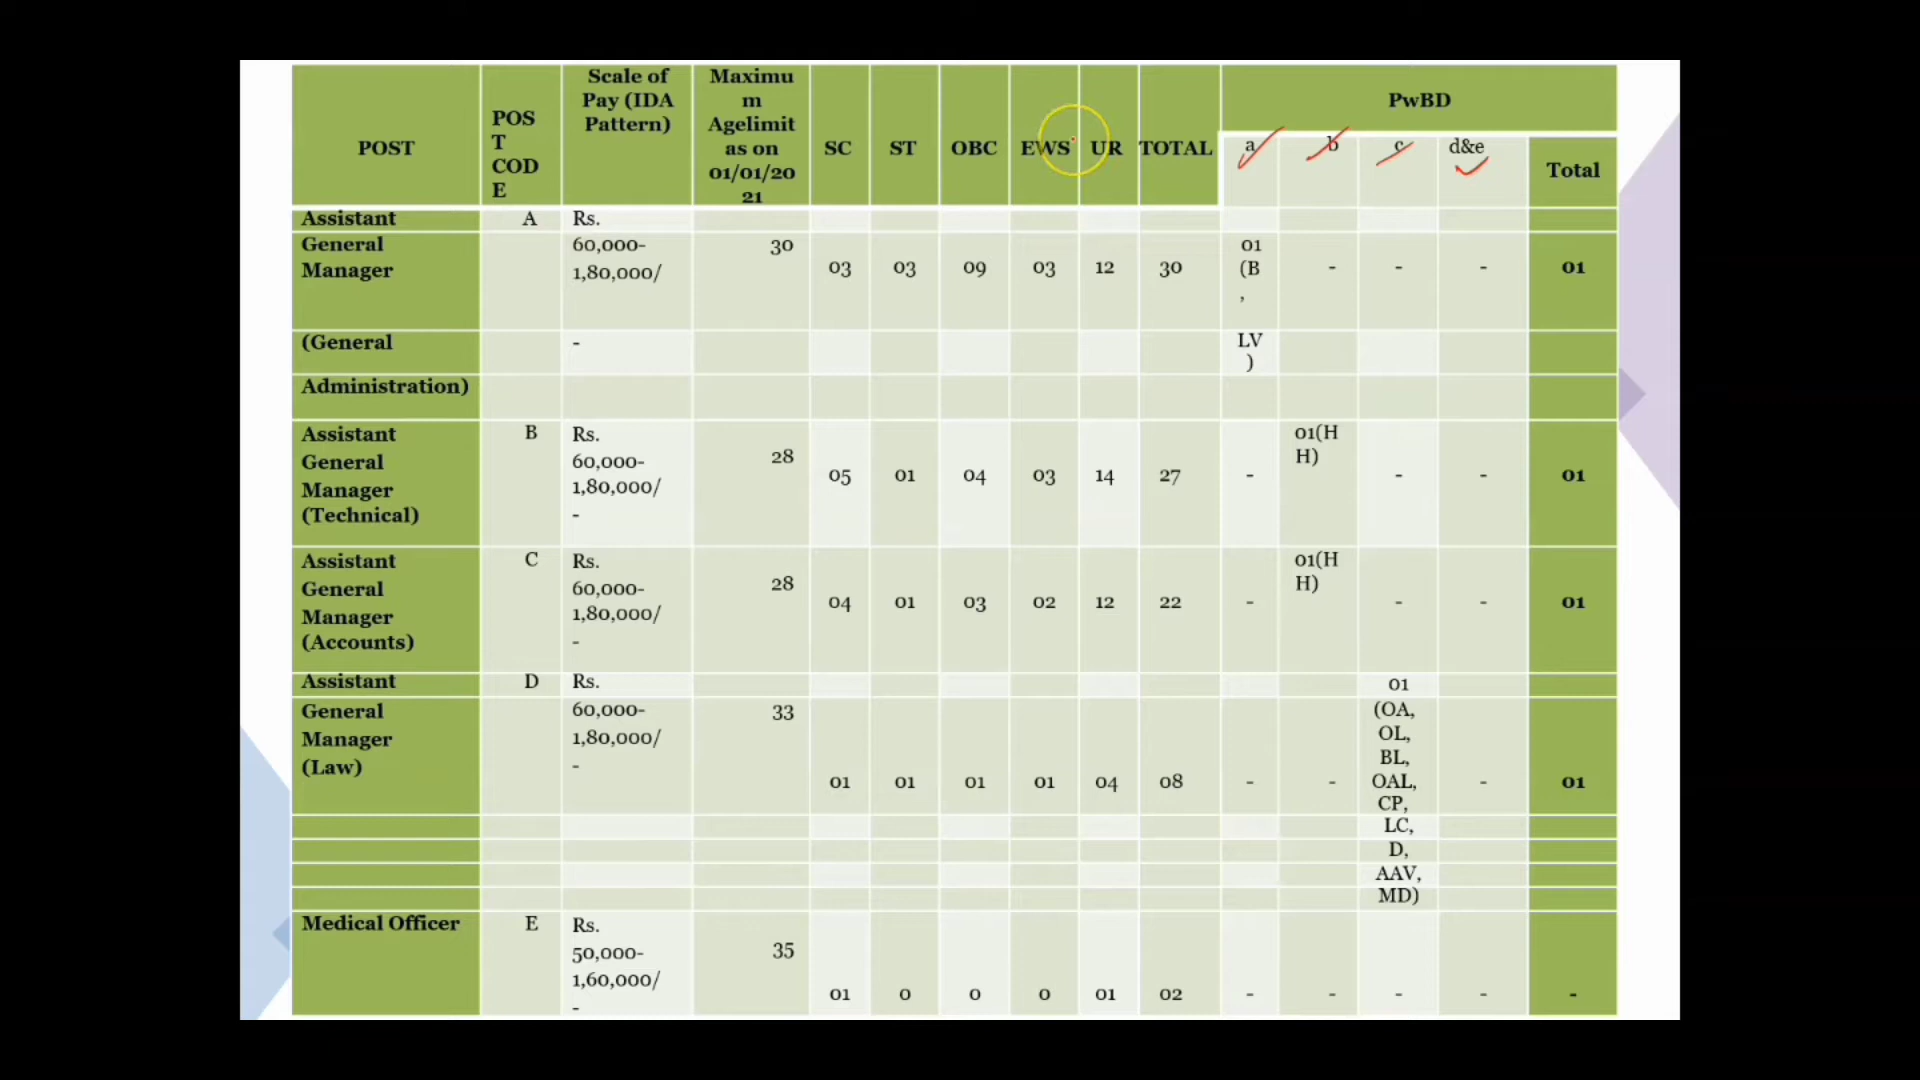 POST
POS
T
COD
E
Scale of
Pay (IDA
Pattern)
Maximu
m
Agelimit
as on
01/01/20
21
SC
ST
OBC
EWS
UR
TOTAL
PwBD
a
b
c
d&e
Total
Assistant A Rs.
General
Manager
60,000-
1,80,000/
30
03 03 09 03 12 30
01
(B
,
- - - 01
(General - LV
)
Administration)
Assistant
General
Manager
(Technical)
B
Rs.
60,000-
1,80,000/
-
28
05 01 04 03 14 27 -
01(H
H)
- - 01
Assistant
General
Manager
(Accounts)
C
Rs.
60,000-
1,80,000/
-
28
04 01 03 02 12 22 -
01(H
H)
- - 01
Assistant D Rs.
General
Manager
(Law)
60,000-
1,80,000/
-
33
01 01 01 01 04 08 - -
01
(OA,
OL,
BL,
OAL,
CP,
LC,
D,
AAV,
MD)
- 01
Medical Officer E
Rs.
50,000-
1,60,000/
-
35
01 0 0 0 01 02 - - - - -